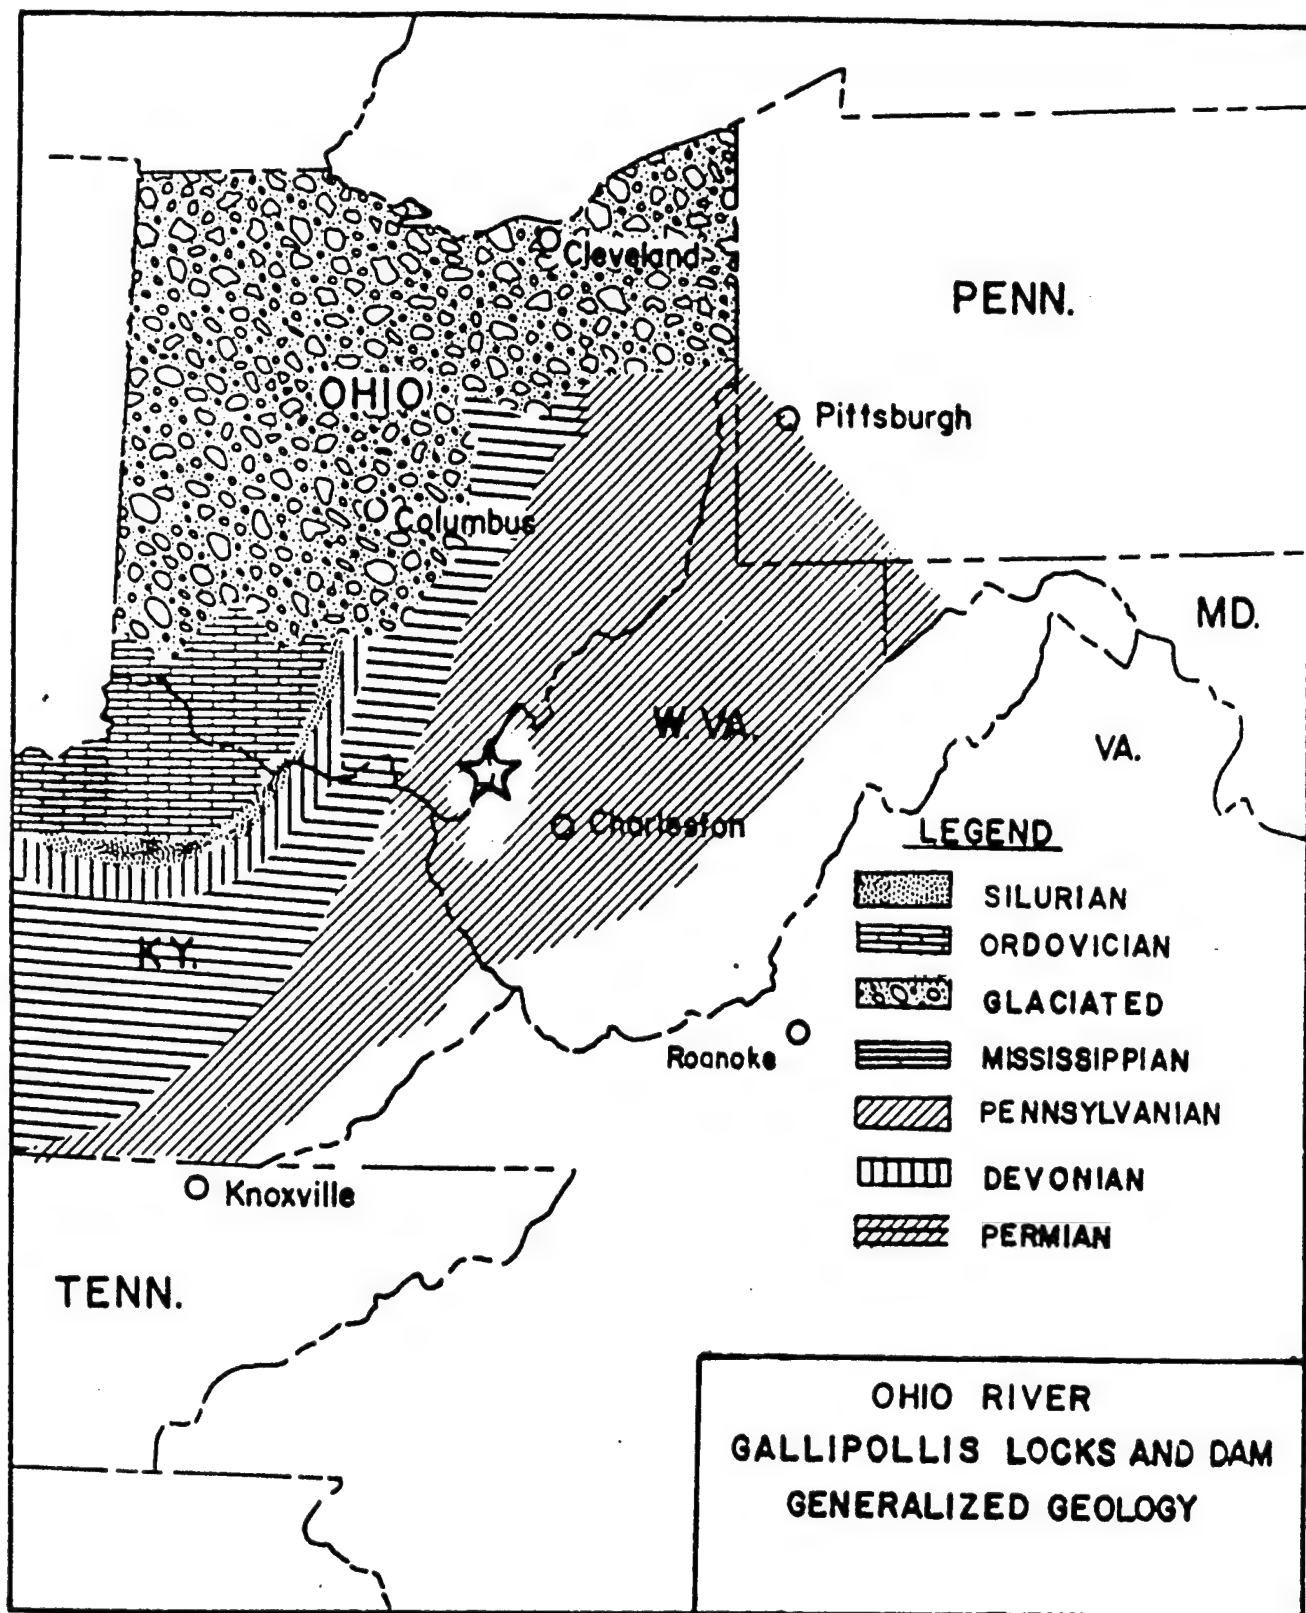 Cleveland
PENN.
OHIO
Pittsburgh
Columbus
MD.
W. VA.
VA.
Charleston
LEGEND
SILURIAN
ORDOVICIAN
GLACIATED
MISSISSIPPIAN
PENNSYLVANIAN
DEVONIAN
PERMIAN
KY.
Roanoke
Knoxville
TENN.
OHIO RIVER
GALLIPOLLIS LOCKS AND DAM
GENERALIZED GEOLOGY